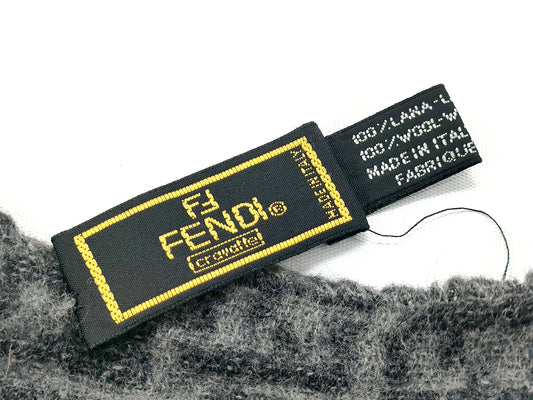 FF
FENDI®
cravatte
MADE IN ITALY
100%LANA-L
100%WOOL-W
MADE IN ITAL
FABRIQUE